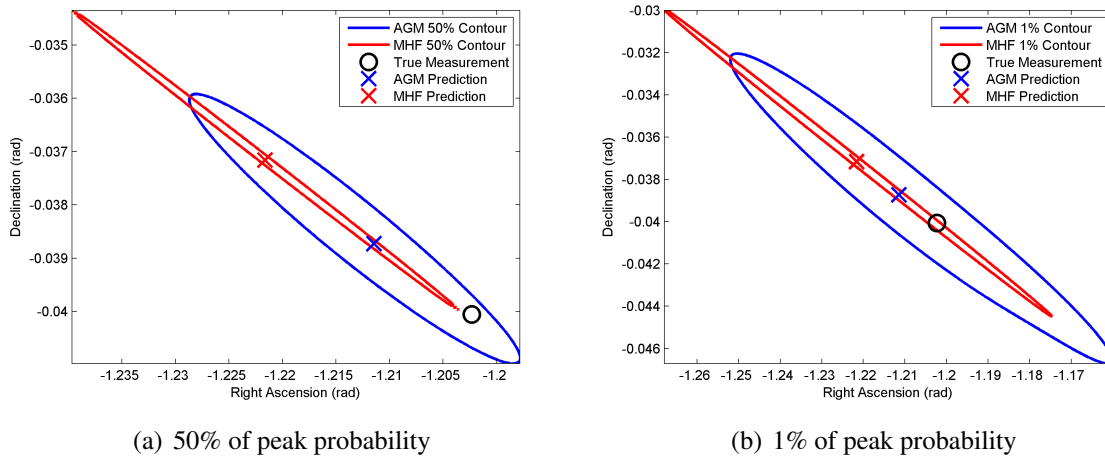 AGM 50% Contour
MHF 50% Contour
True Measurement
AGM Prediction
MHF Prediction
-0.035
-0.036
-0.037
-0.038
-0.039
-0.04
Declination (rad)
-1.235 -1.23 -1.225 -1.22 -1.215 -1.21 -1.205 -1.2
Right Ascension (rad)
(a) 50% of peak probability
AGM 1% Contour
MHF 1% Contour
True Measurement
AGM Prediction
MHF Prediction
-0.03
-0.032
-0.034
-0.036
-0.038
-0.04
-0.042
-0.044
-0.046
Declination (rad)
-1.26 -1.25 -1.24 -1.23 -1.22 -1.21 -1.2 -1.19 -1.18 -1.17
Right Ascension (rad)
(b) 1% of peak probability